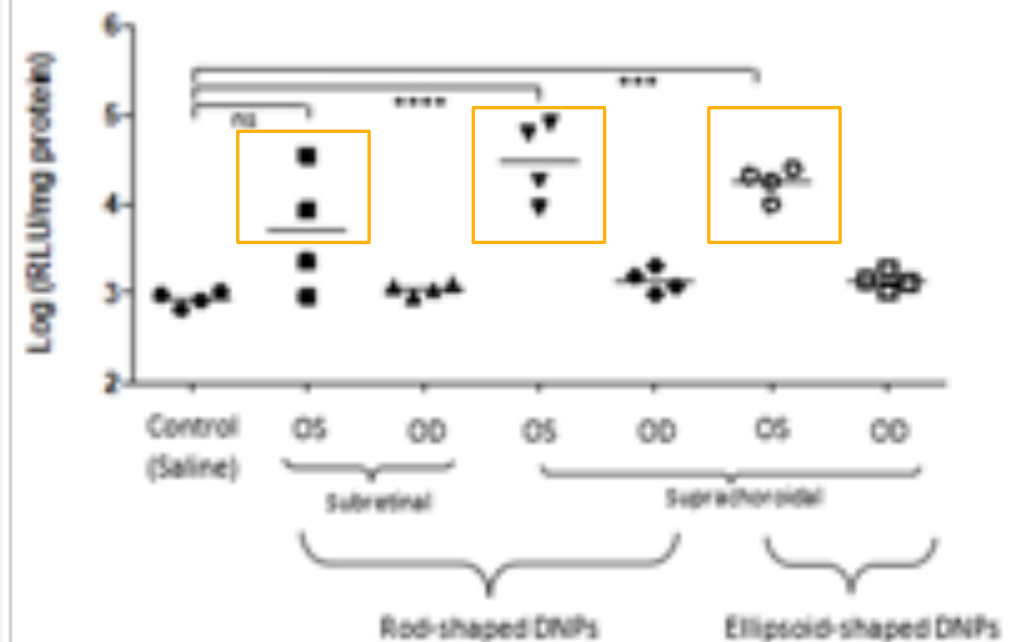 6
***
****
ns
5
4
3
2
Log (RLU/mg protein)
Control OS OD OS OD OS OD
(Saline)
Subretinal Suprachoroidal
Rod-shaped DNPs Ellipsoid-shaped DNPs